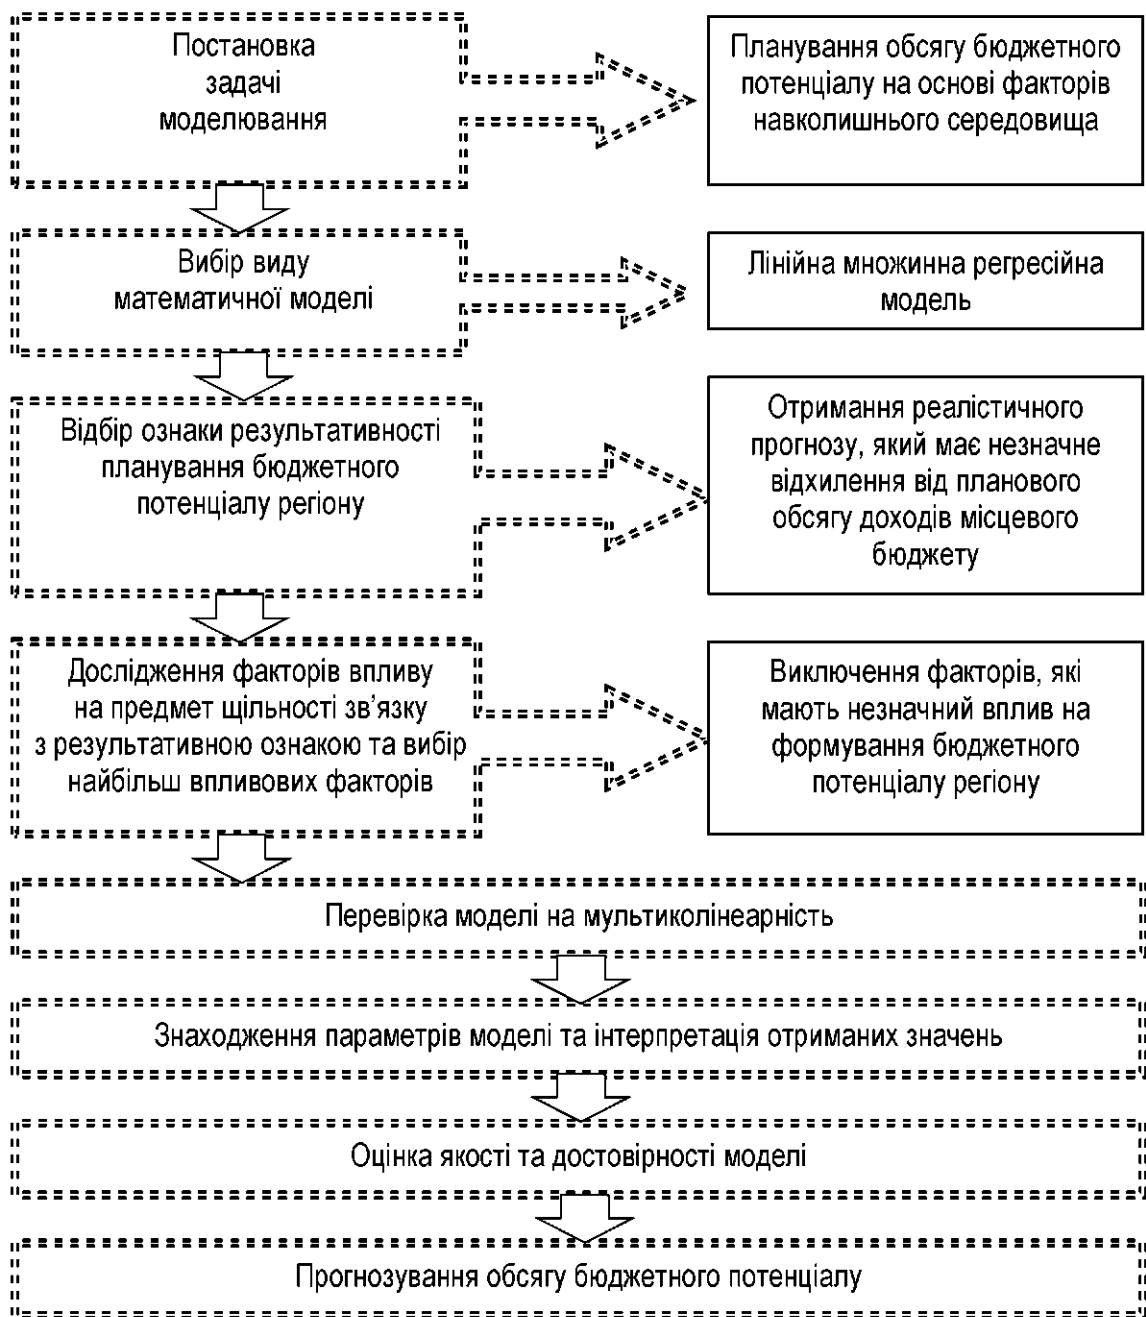 Постановка
задачі
моделювання
Планування обсягу бюджетного
потенціалу на основі факторів
навколишнього середовища
Вибір виду
математичної моделі
Лінійна множинна регресійна
модель
Відбір ознаки результативності
планування бюджетного
потенціалу регіону
Отримання реалістичного
прогнозу, який має незначне
відхилення від планового
обсягу доходів місцевого
бюджету
Дослідження факторів впливу
на предмет щільності зв’язку
з результативною ознакою та вибір
найбільш впливових факторів
Виключення факторів, які
мають незначний вплив на
формування бюджетного
потенціалу регіону
Перевірка моделі на мультиколінеарність
Знаходження параметрів моделі та інтерпретація отриманих значень
Оцінка якості та достовірності моделі
Прогнозування обсягу бюджетного потенціалу